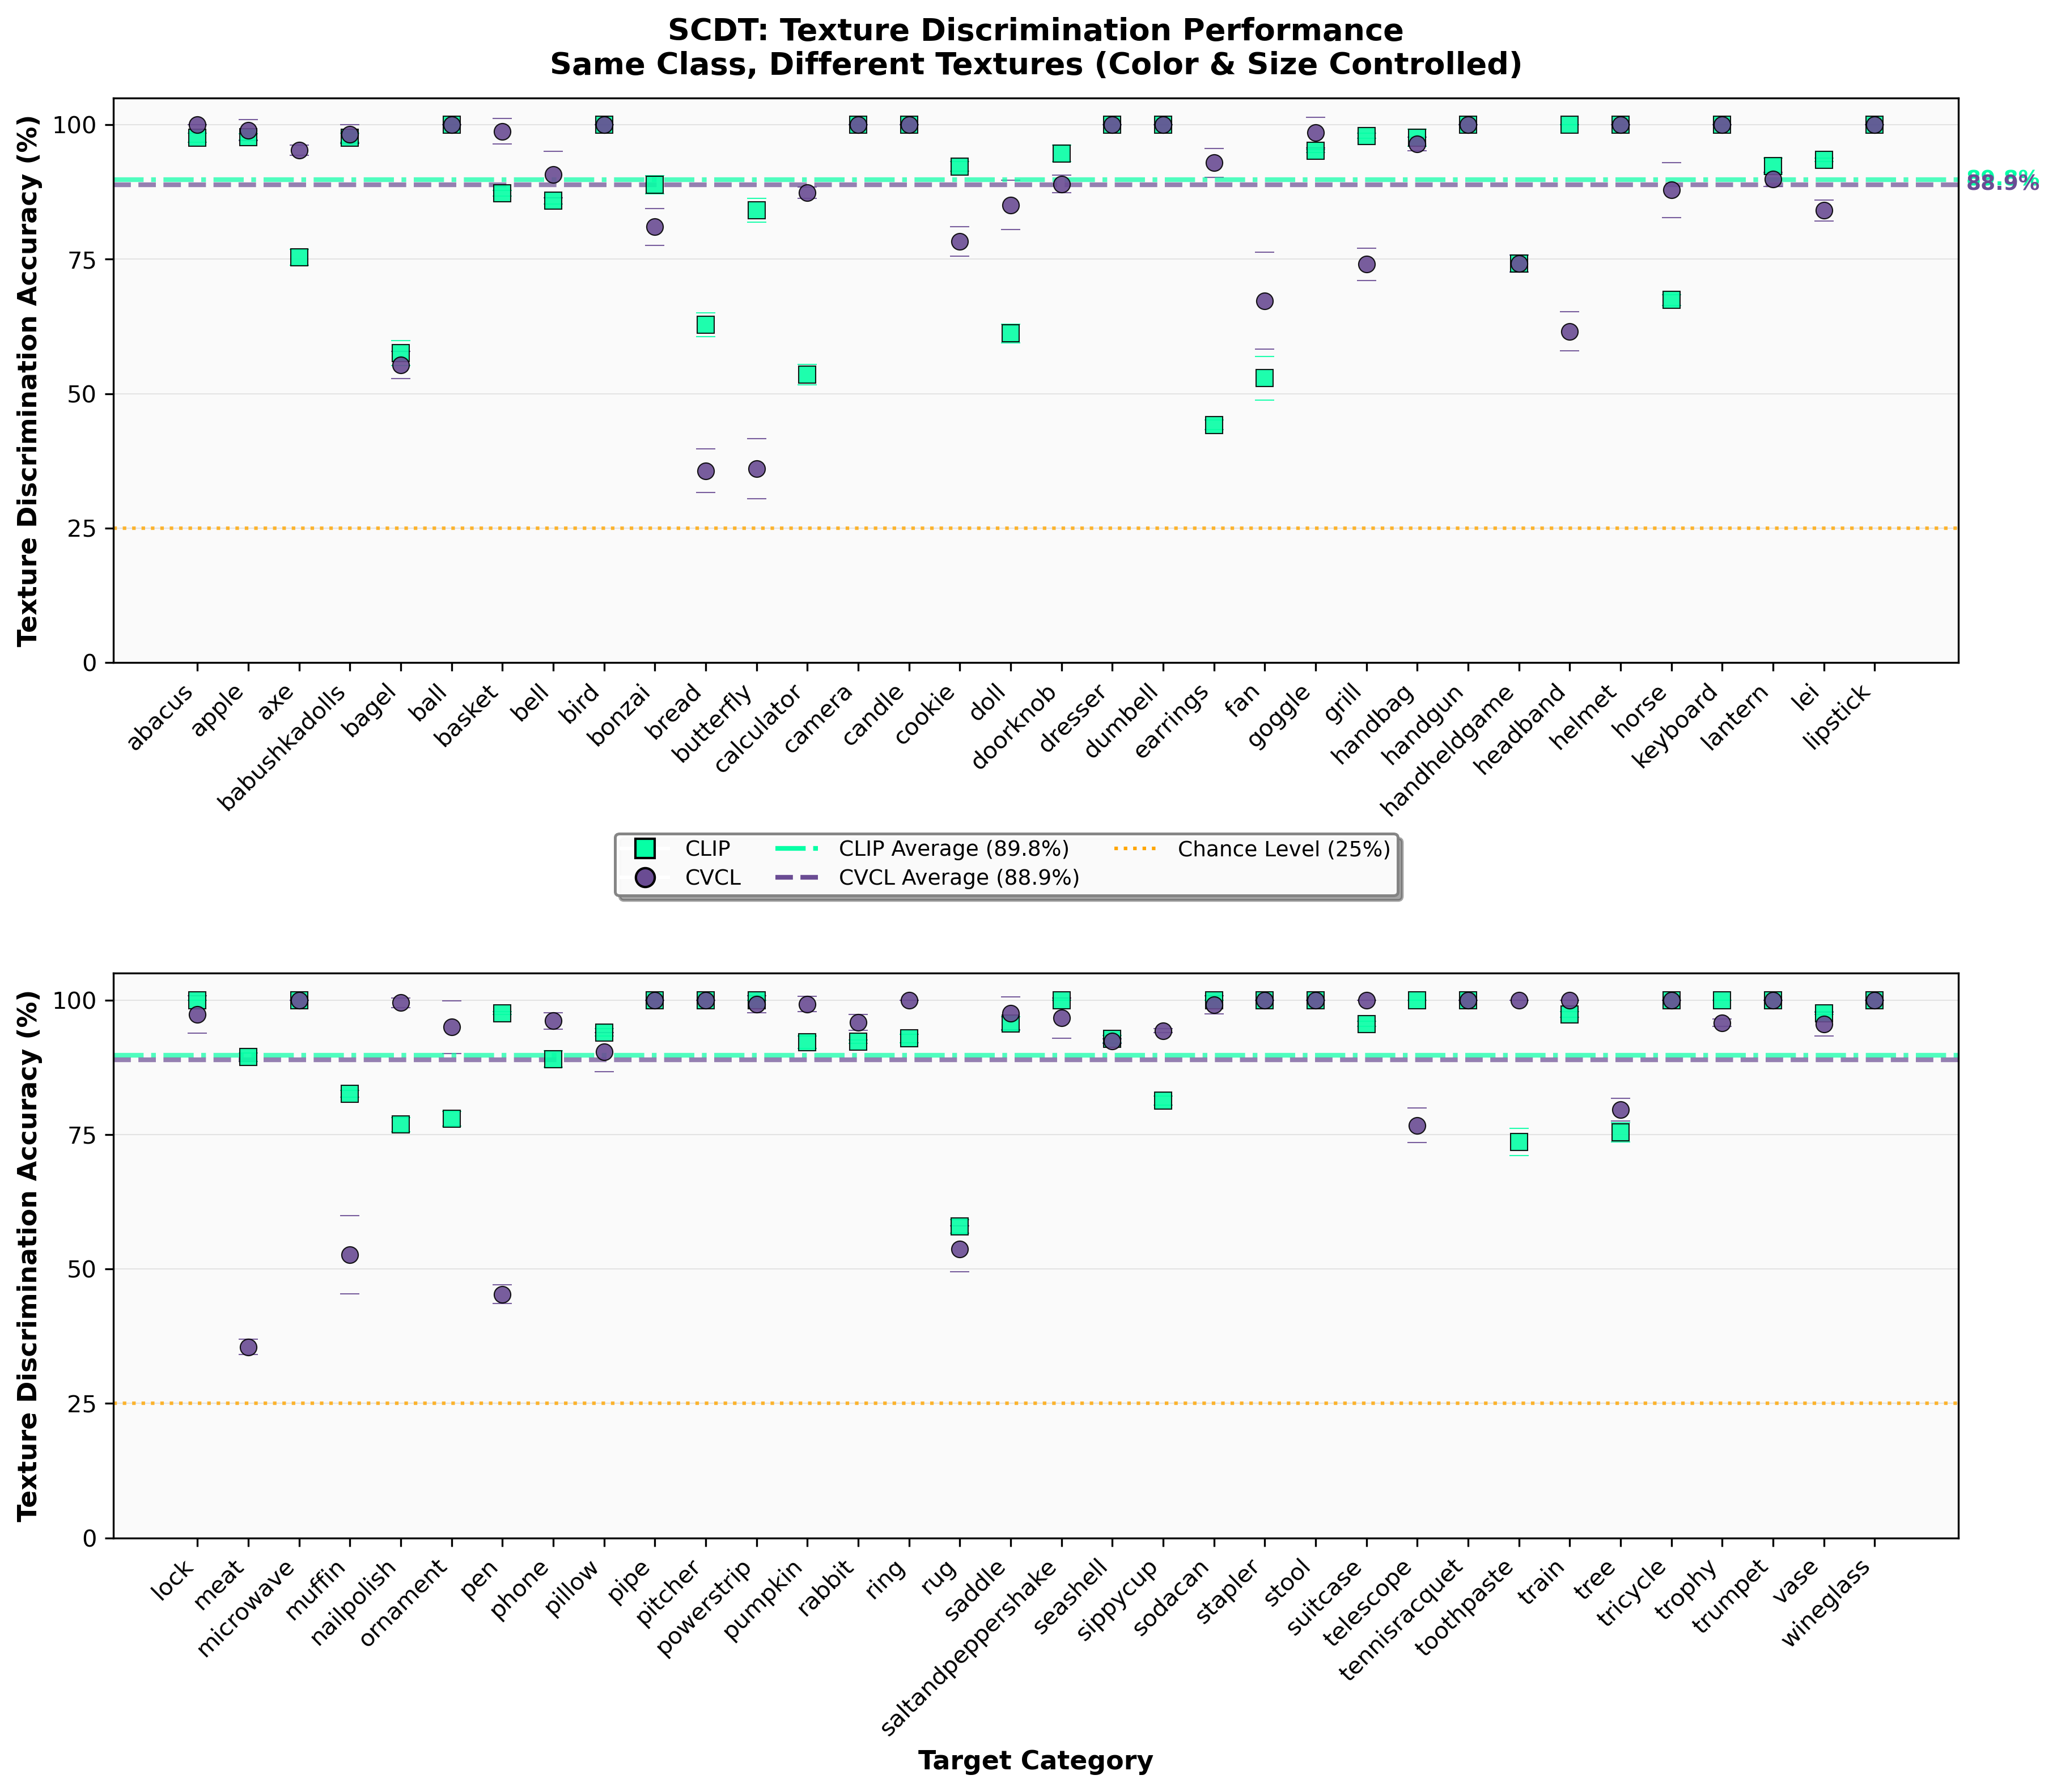 SCDT: Texture Discrimination Performance
Same Class, Different Textures (Color & Size Controlled)
Texture Discrimination Accuracy (%)
100
75
50
25
0
89.8%
88.9%
abacus
apple
axe
babushkadolls
bagel
ball
basket
bell
bird
bonzai
bread
butterfly
calculator
camera
candle
cookie
doll
doorknob
dresser
dumbell
earrings
fan
goggle
grill
handbag
handgun
handheldgame
headband
helmet
horse
keyboard
lantern
lei
lipstick
CLIP
CVCL
CLIP Average (89.8%)
CVCL Average (88.9%)
Chance Level (25%)
Texture Discrimination Accuracy (%)
100
75
50
25
0
lock
meat
microwave
muffin
nailpolish
ornament
pen
phone
pillow
pipe
pitcher
powerstrip
pumpkin
rabbit
ring
rug
saddle
saltandpeppershake
seashell
sippycup
sodacan
stapler
stool
suitcase
telescope
tennisracquet
toothpaste
train
tree
tricycle
trophy
trumpet
vase
wineglass
Target Category